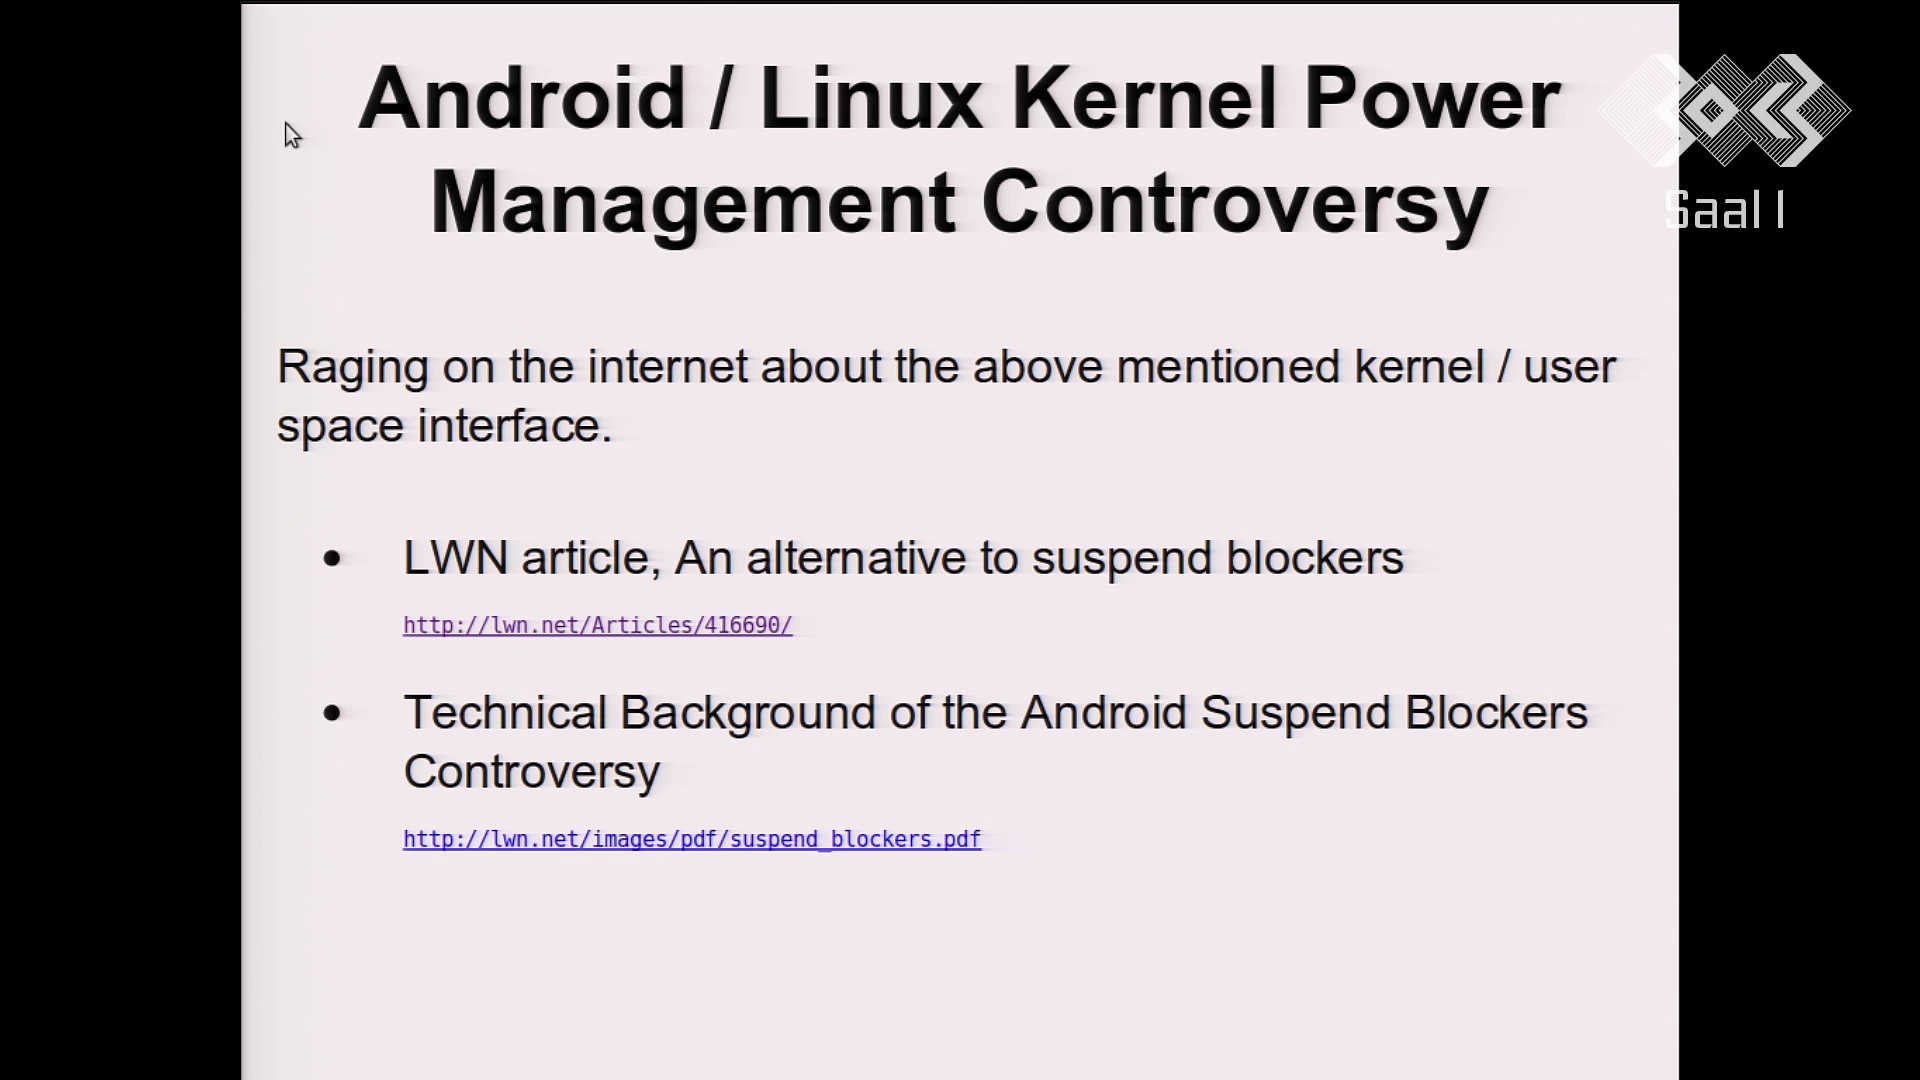 Android / Linux Kernel Power
Management Controversy
Saal 1
Raging on the internet about the above mentioned kernel / user
space interface.
• LWN article, An alternative to suspend blockers
http://lwn.net/Articles/416690/
• Technical Background of the Android Suspend Blockers
Controversy
http://lwn.net/images/pdf/suspend_blockers.pdf